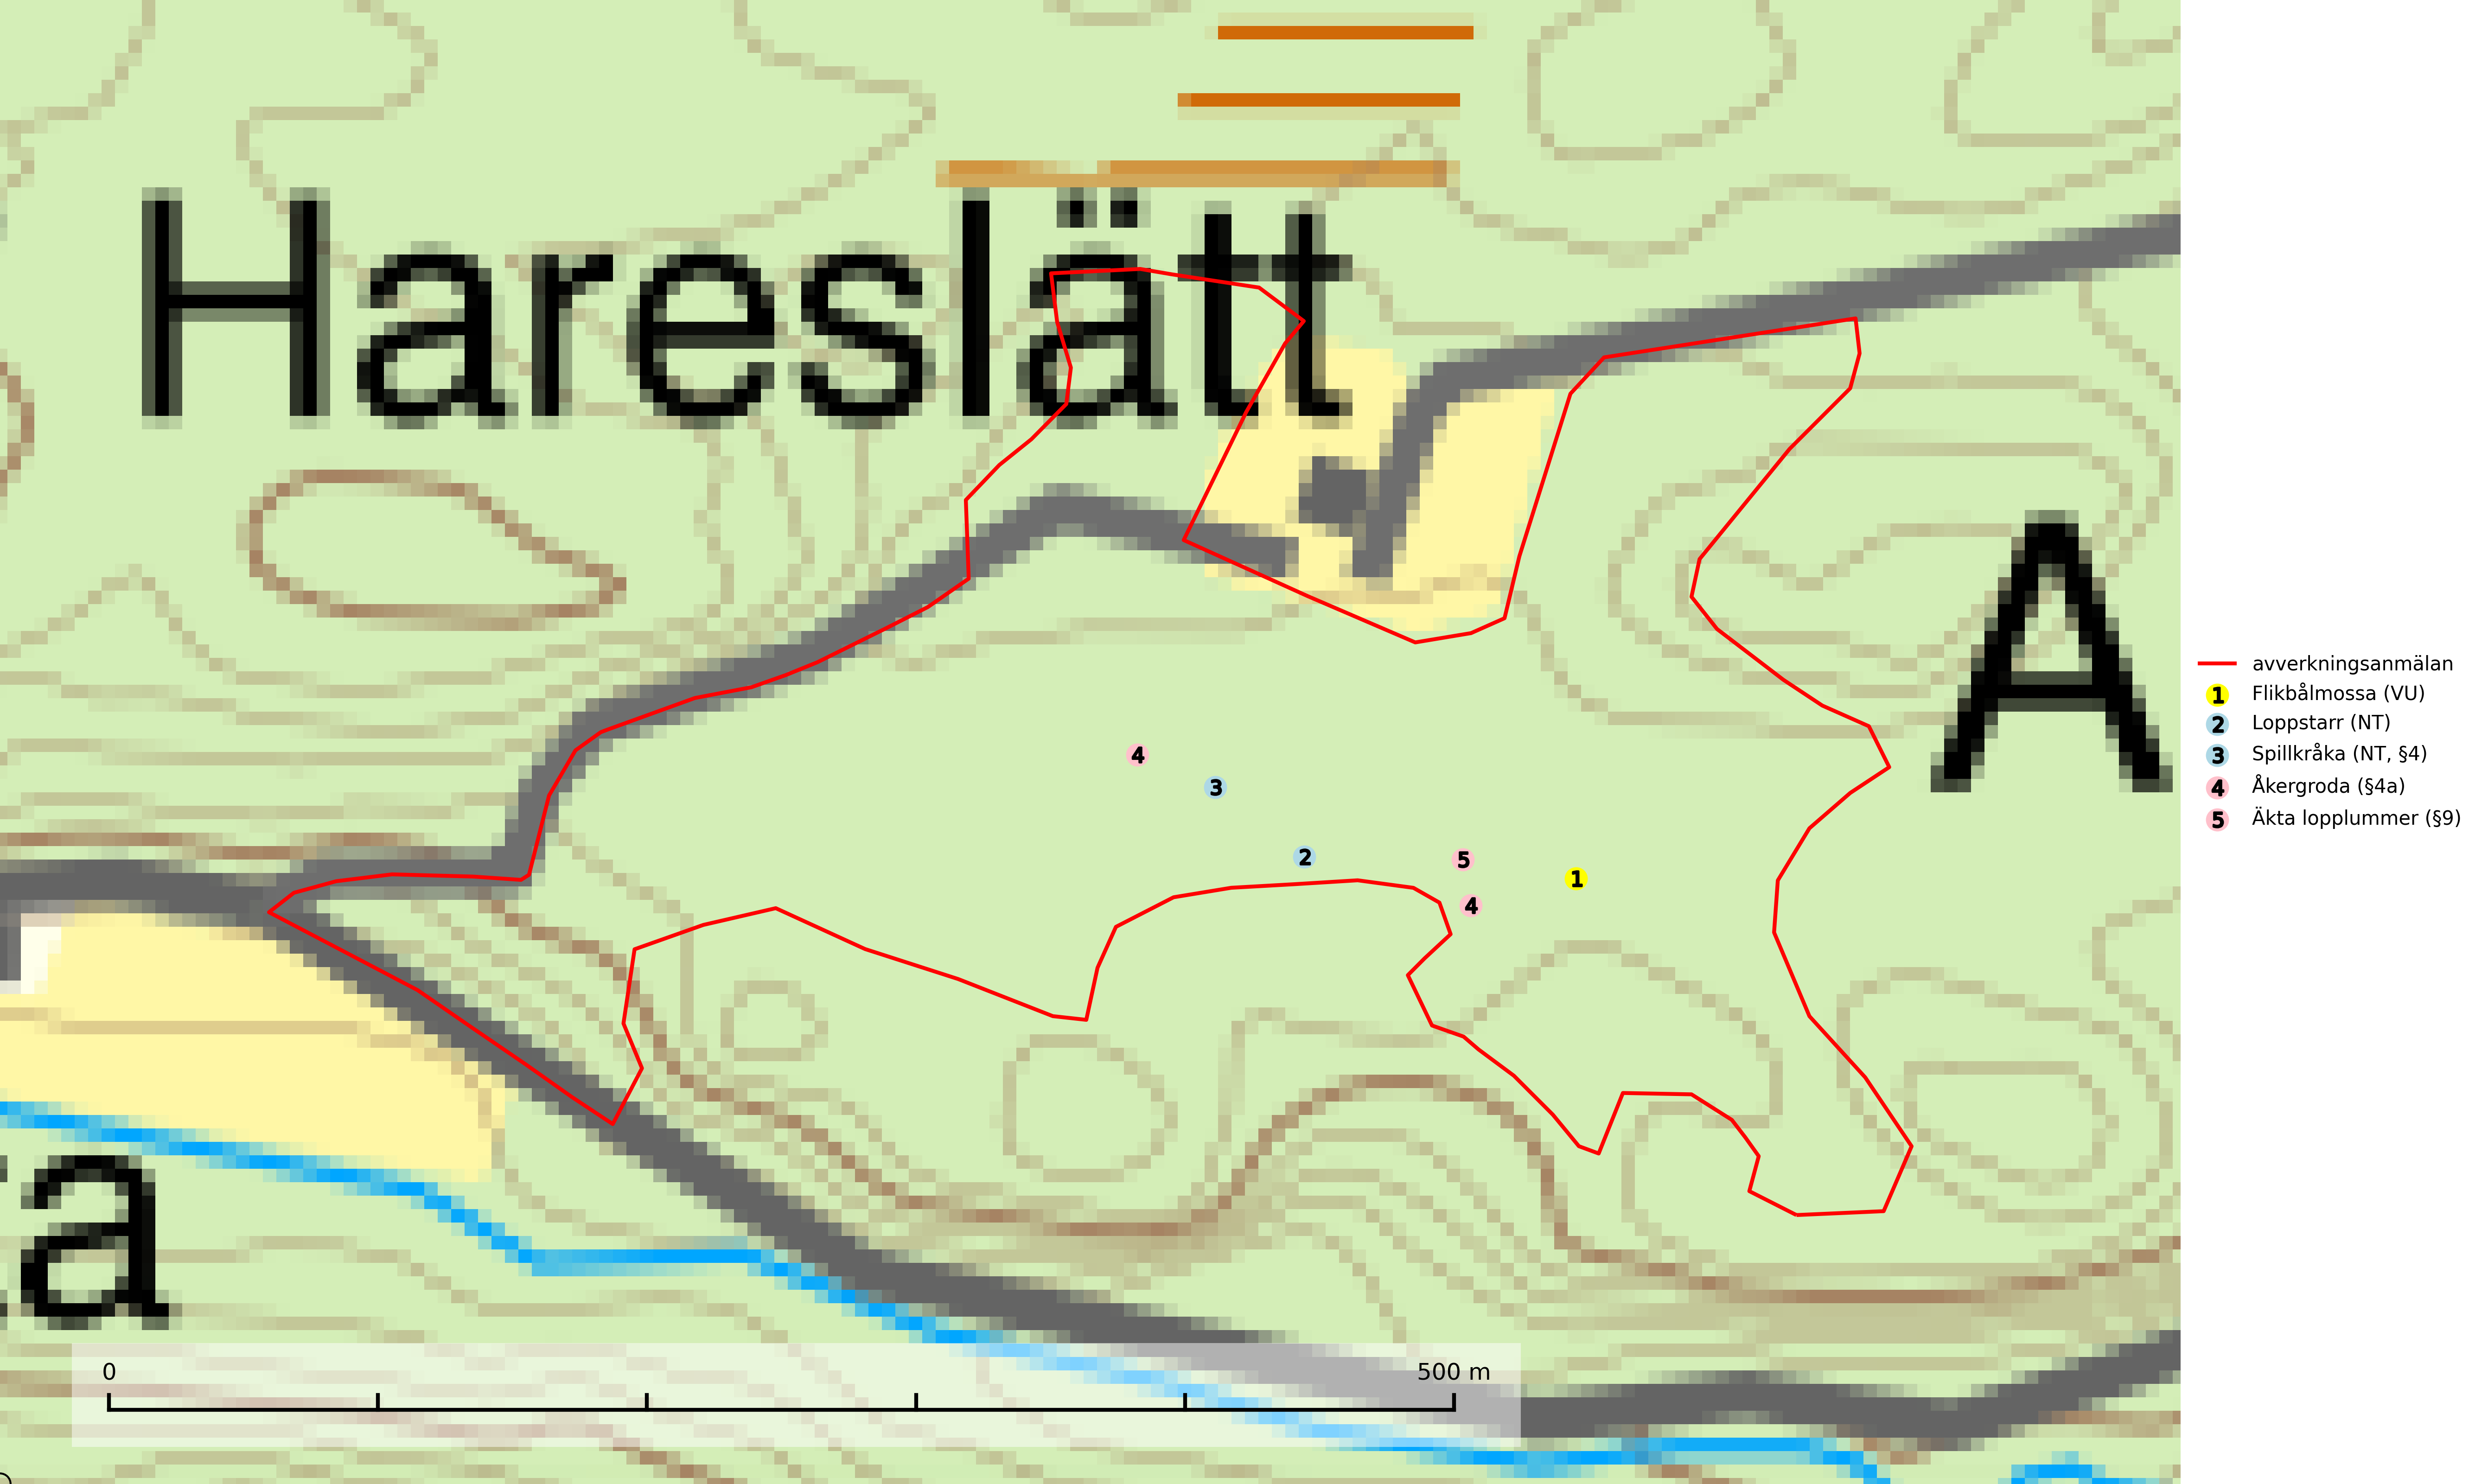 Hareslätt
A
a
4
3
2
5
1
4
0
500 m
avverkningsanmälan
1 Flikbålmossa (VU)
2 Loppstarr (NT)
3 Spillkråka (NT, §4)
4 Åkergroda (§4a)
5 Äkta lopplummer (§9)